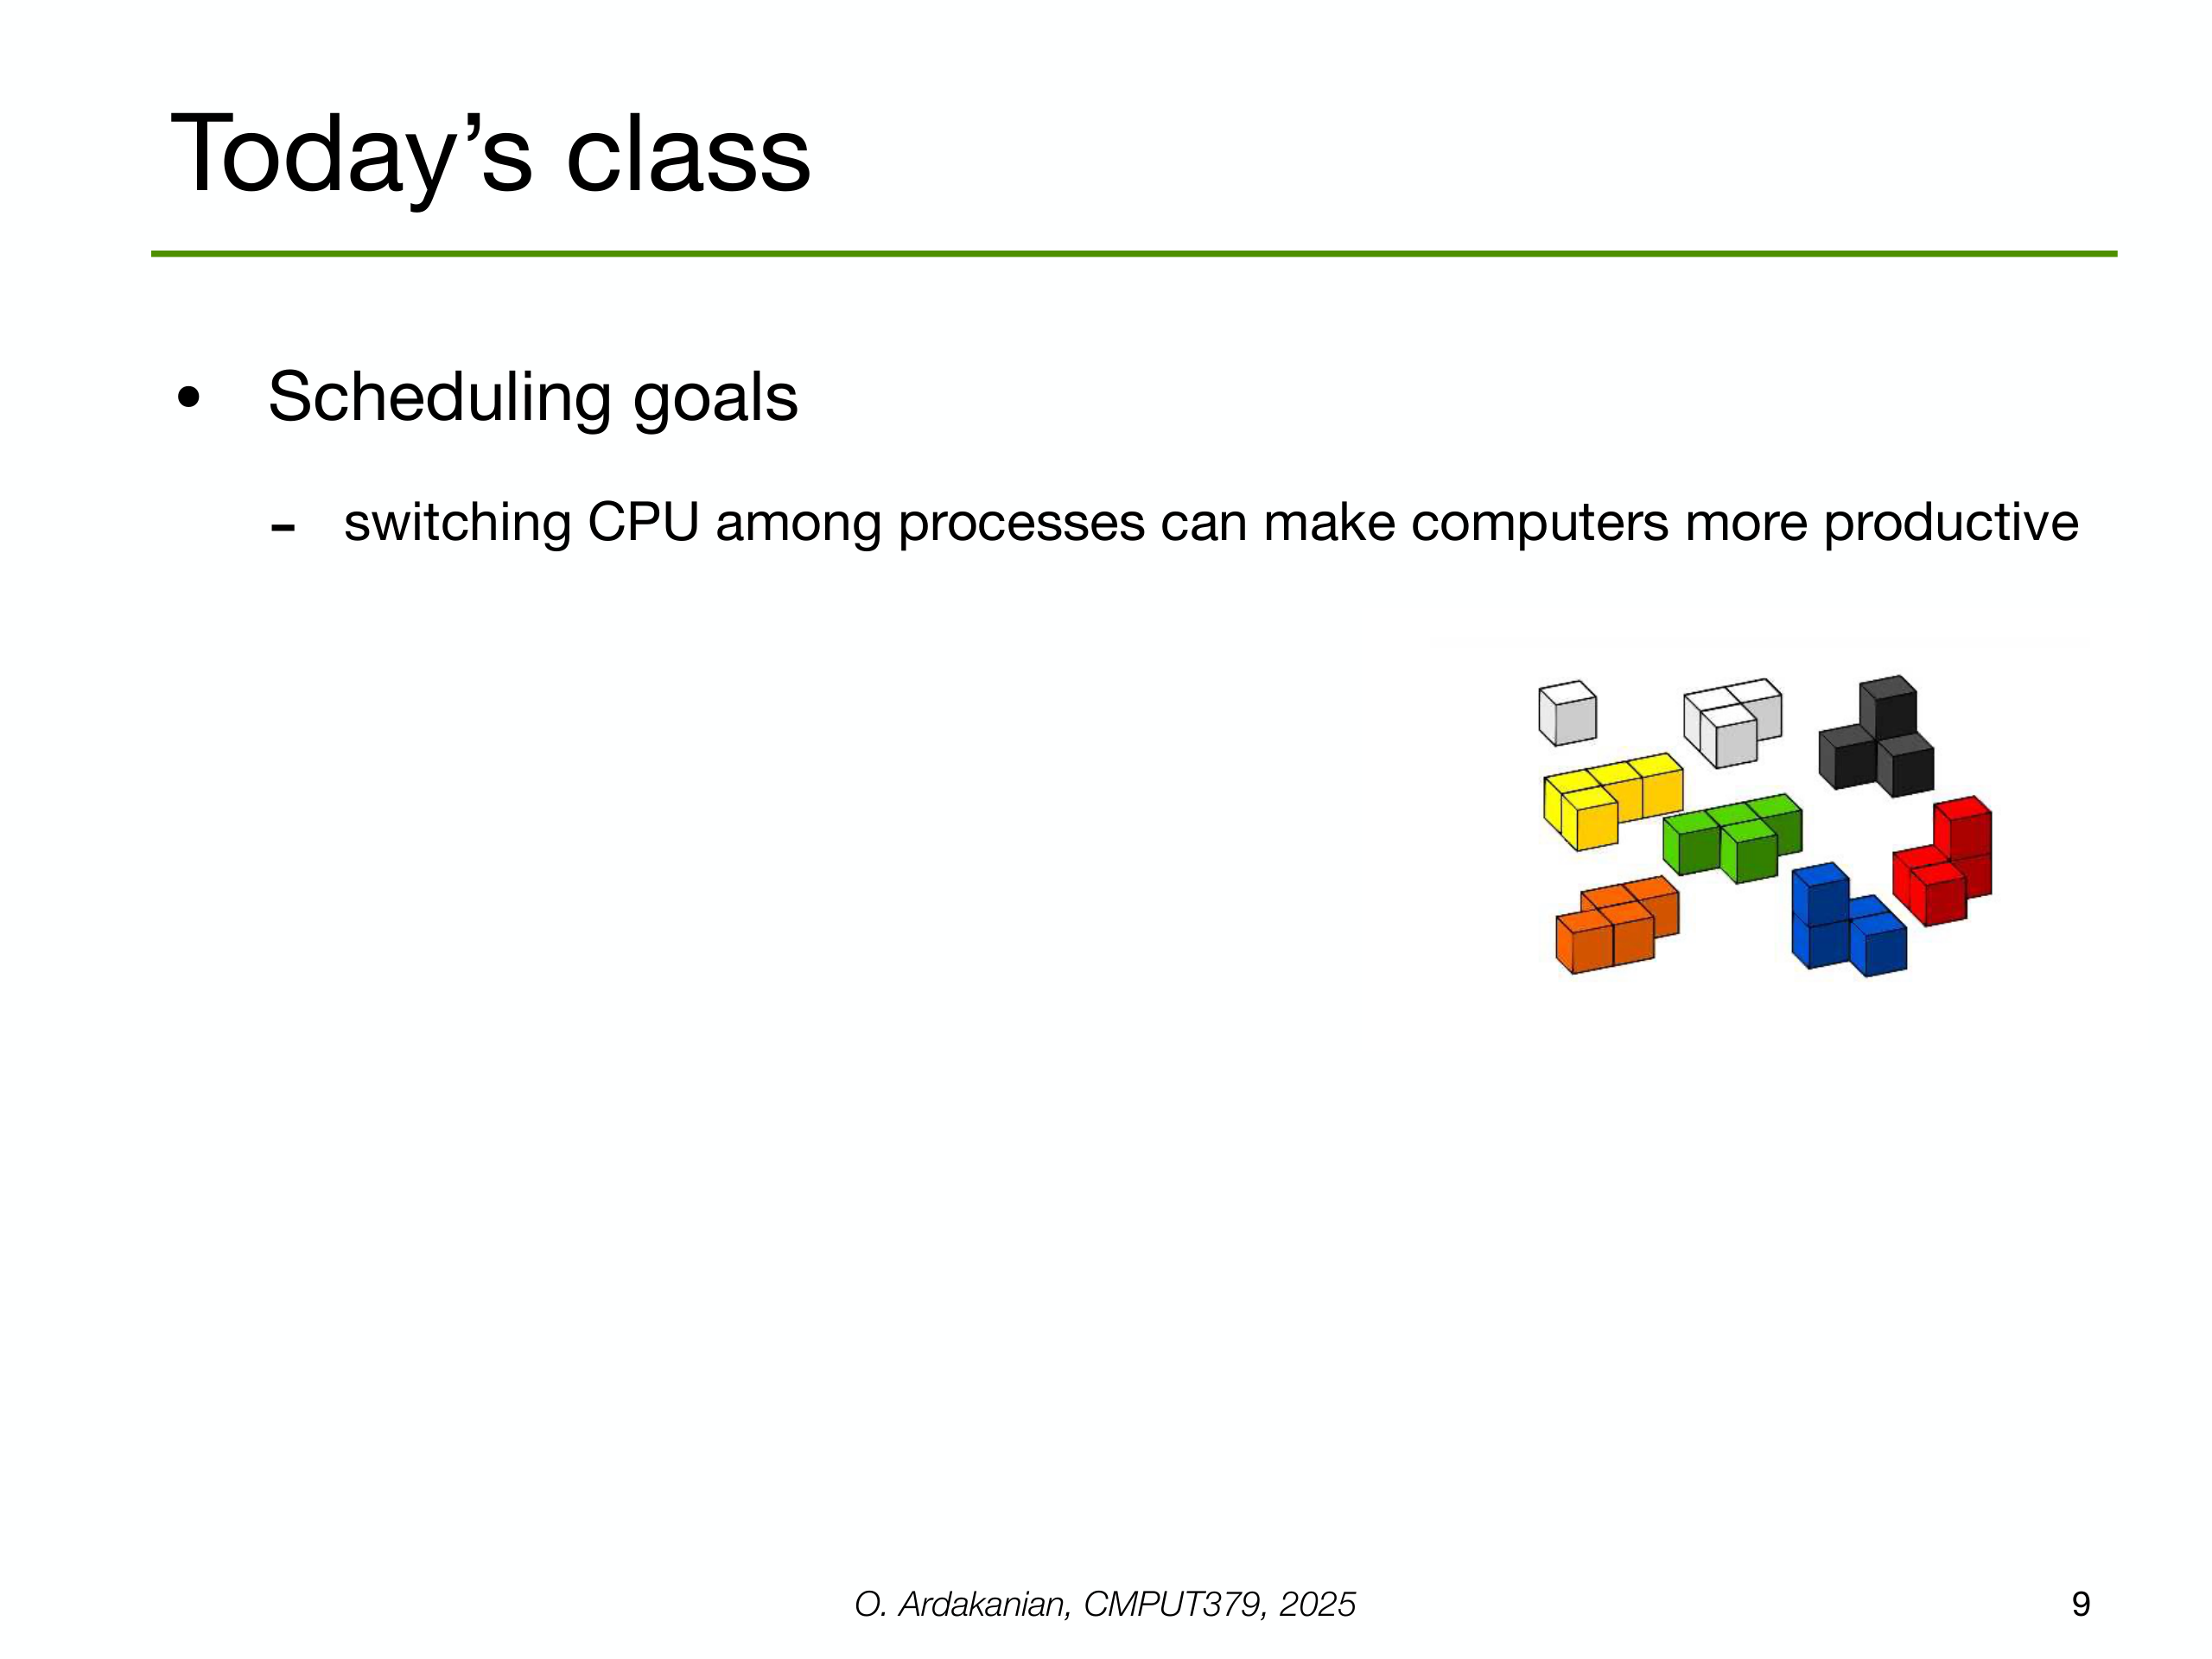 Today’s class
• Scheduling goals
- switching CPU among processes can make computers more productive
O. Ardakanian, CMPUT379, 2025
9